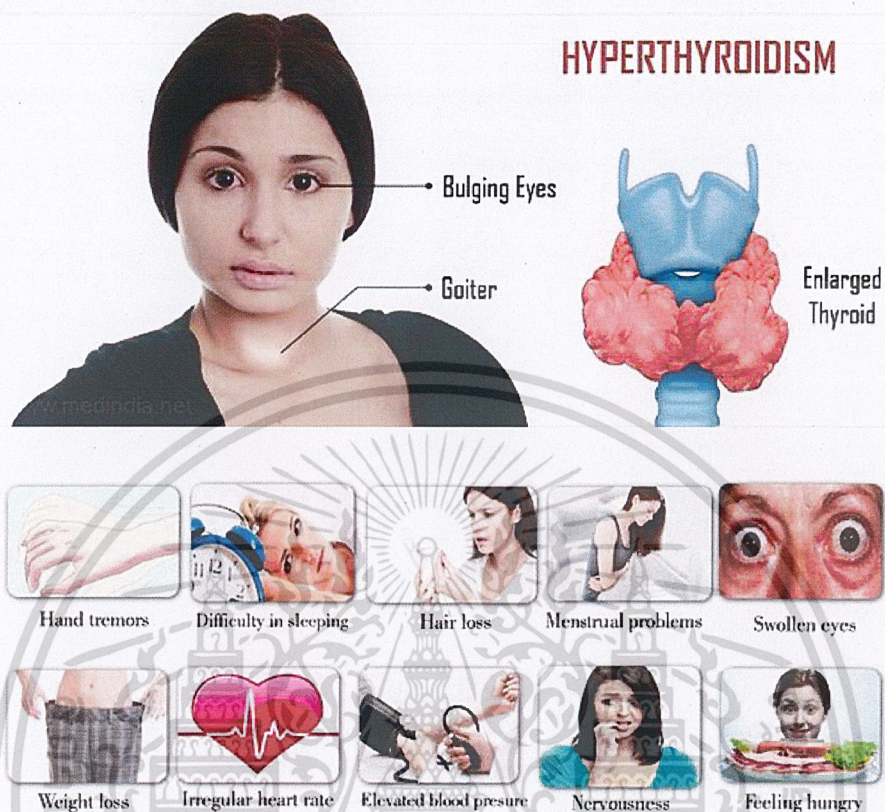 HYPERTHYROIDISM
Bulging Eyes
Goiter
Enlarged
Thyroid
www.medindia.net
Hand tremors
Difficulty in sleeping
Hair loss
Menstrual problems
Swollen eyes
Weight loss
Irregular heart rate
Elevated blood presure
Nervousness
Feeling hungry